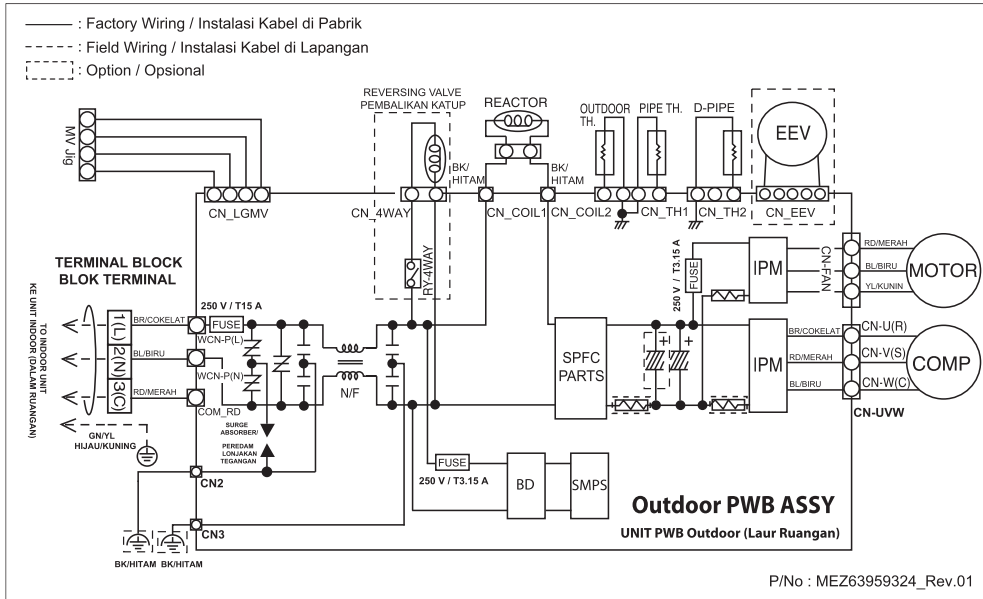 : Factory Wiring / Instalasi Kabel di Pabrik
: Field Wiring / Instalasi Kabel di Lapangan
: Option / Opsional
REVERSING VALVE
PEMBALIKAN KATUP
REACTOR
OUTDOOR
TH.
PIPE TH.
D-PIPE
EEV
MV Jig
BK/
HITAM
BK/
HITAM
CN_LGMV
CN_4WAY
CN_COIL1
CN_COIL2
CN_TH1
CN_TH2
CN_EEV
TERMINAL BLOCK
BLOK TERMINAL
RY-4WAY
250 V / T3.15 A
FUSE
IPM
CN-FAN
RD/MERAH
BL/BIRU
YL/KUNIN
MOTOR
KE UNIT INDOOR (DALAM RUANGAN)
TO INDOOR UNIT
1(L)
2(N)
3(C)
BR/COKELAT
BL/BIRU
RD/MERAH
250 V / T15 A
FUSE
WCN-P(L)
WCN-P(N)
COM_RD
N/F
SPFC
PARTS
+
+
IPM
BR/COKELAT
RD/MERAH
BL/BIRU
CN-U(R)
CN-V(S)
CN-W(C)
COMP
CN-UVW
GN/YL
HIJAU/KUNING
SURGE
ABSORBER/
PEREDAM
LONJAKAN
TEGANGAN
FUSE
250 V / T3.15 A
BD
SMPS
CN2
CN3
BK/HITAM
BK/HITAM
Outdoor PWB ASSY
UNIT PWB Outdoor (Laur Ruangan)
P/No : MEZ63959324_Rev.01